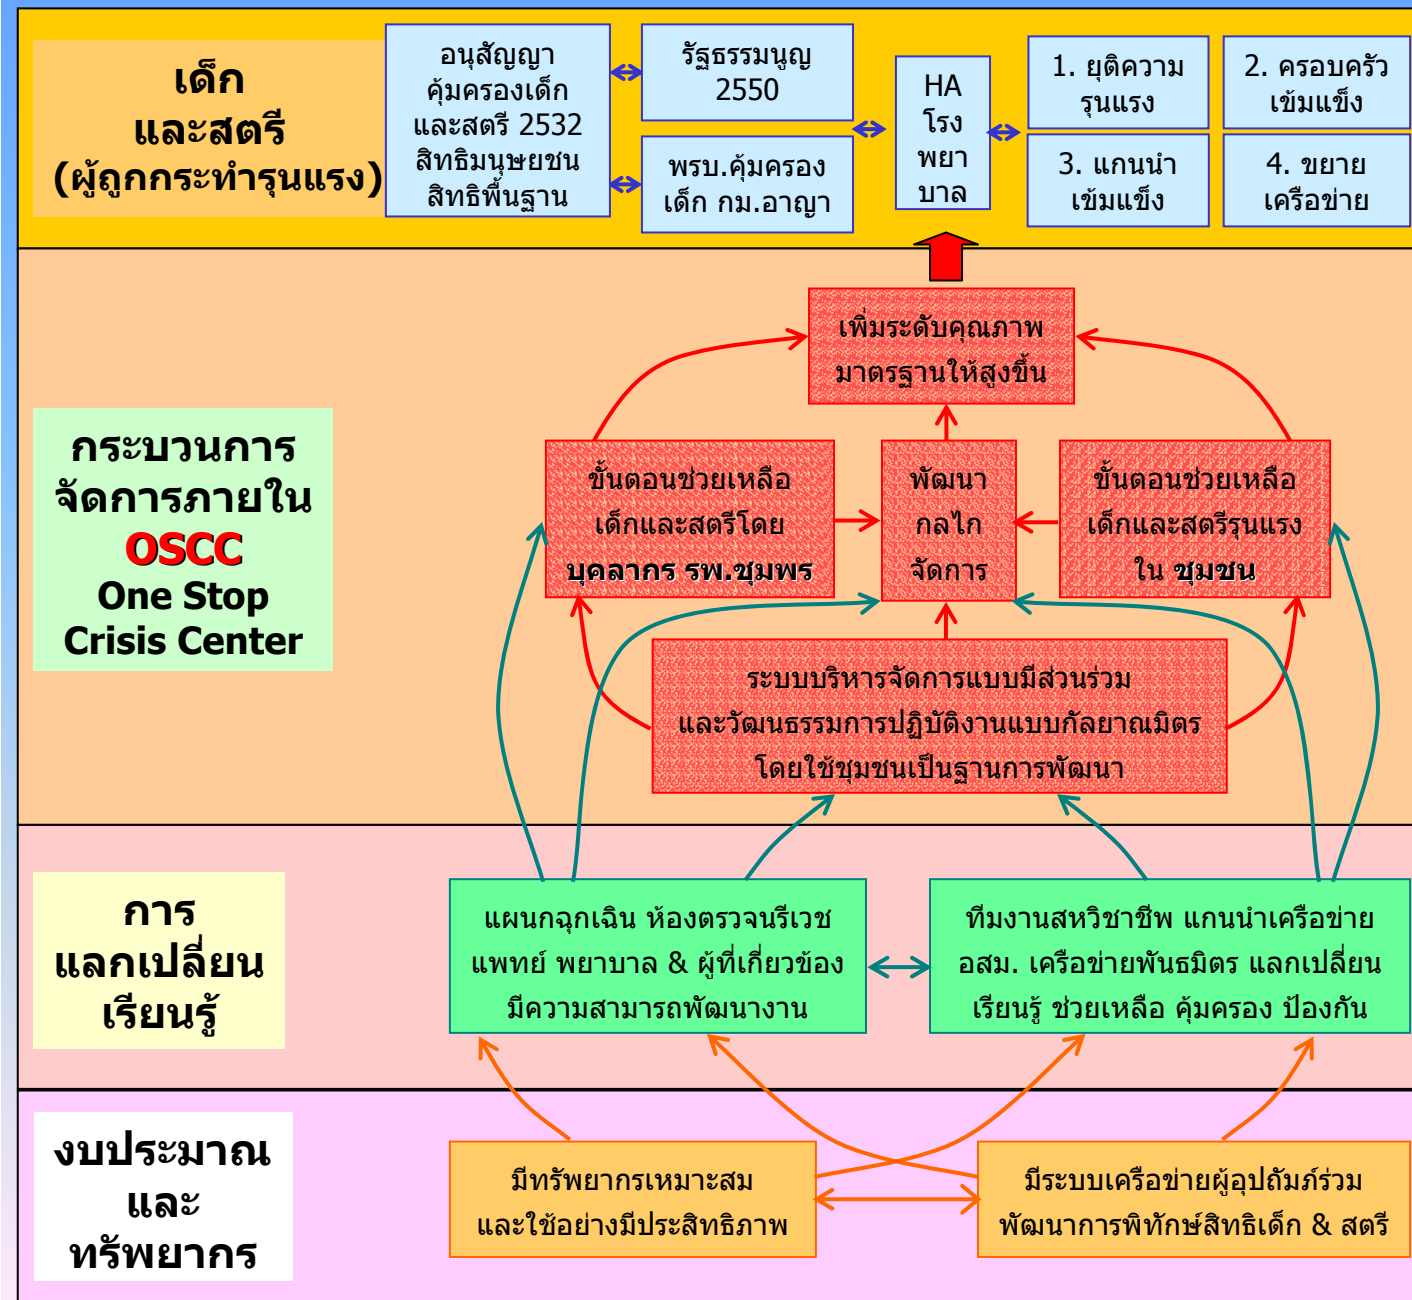 เด็ก
และสตรี
(ผู้ถูกกระทำรุนแรง)
อนุสัญญา
คุ้มครองเด็ก
และสตรี 2532
สิทธิมนุษยชน
สิทธิพื้นฐาน
รัฐธรรมนูญ
2550
พรบ.คุ้มครอง
เด็ก กม.อาญา
HA
โรง
พยา
บาล
1. ยุติความ
รุนแรง
2. ครอบครัว
เข้มแข็ง
3. แกนนำ
เข้มแข็ง
4. ขยาย
เครือข่าย
กระบวนการ
จัดการภายใน
OSCC
One Stop
Crisis Center
เพิ่มระดับคุณภาพ
มาตรฐานให้สูงขึ้น
ขั้นตอนช่วยเหลือ
เด็กและสตรีโดย
บุคลากร รพ.ชุมพร
พัฒนา
กลไก
จัดการ
ขั้นตอนช่วยเหลือ
เด็กและสตรีรุนแรง
ใน ชุมชน
ระบบบริหารจัดการแบบมีส่วนร่วม
และวัฒนธรรมการปฏิบัติงานแบบกัลยาณมิตร
โดยใช้ชุมชนเป็นฐานการพัฒนา
การ
แลกเปลี่ยน
เรียนรู้
แผนกฉุกเฉิน ห้องตรวจนรีเวช
แพทย์ พยาบาล & ผู้ที่เกี่ยวข้อง
มีความสามารถพัฒนางาน
ทีมงานสหวิชาชีพ แกนนำเครือข่าย
อสม. เครือข่ายพันธมิตร แลกเปลี่ยน
เรียนรู้ ช่วยเหลือ คุ้มครอง ป้องกัน
งบประมาณ
และ
ทรัพยากร
มีทรัพยากรเหมาะสม
และใช้อย่างมีประสิทธิภาพ
มีระบบเครือข่ายผู้อุปถัมภ์ร่วม
พัฒนาการพิทักษ์สิทธิเด็ก & สตรี